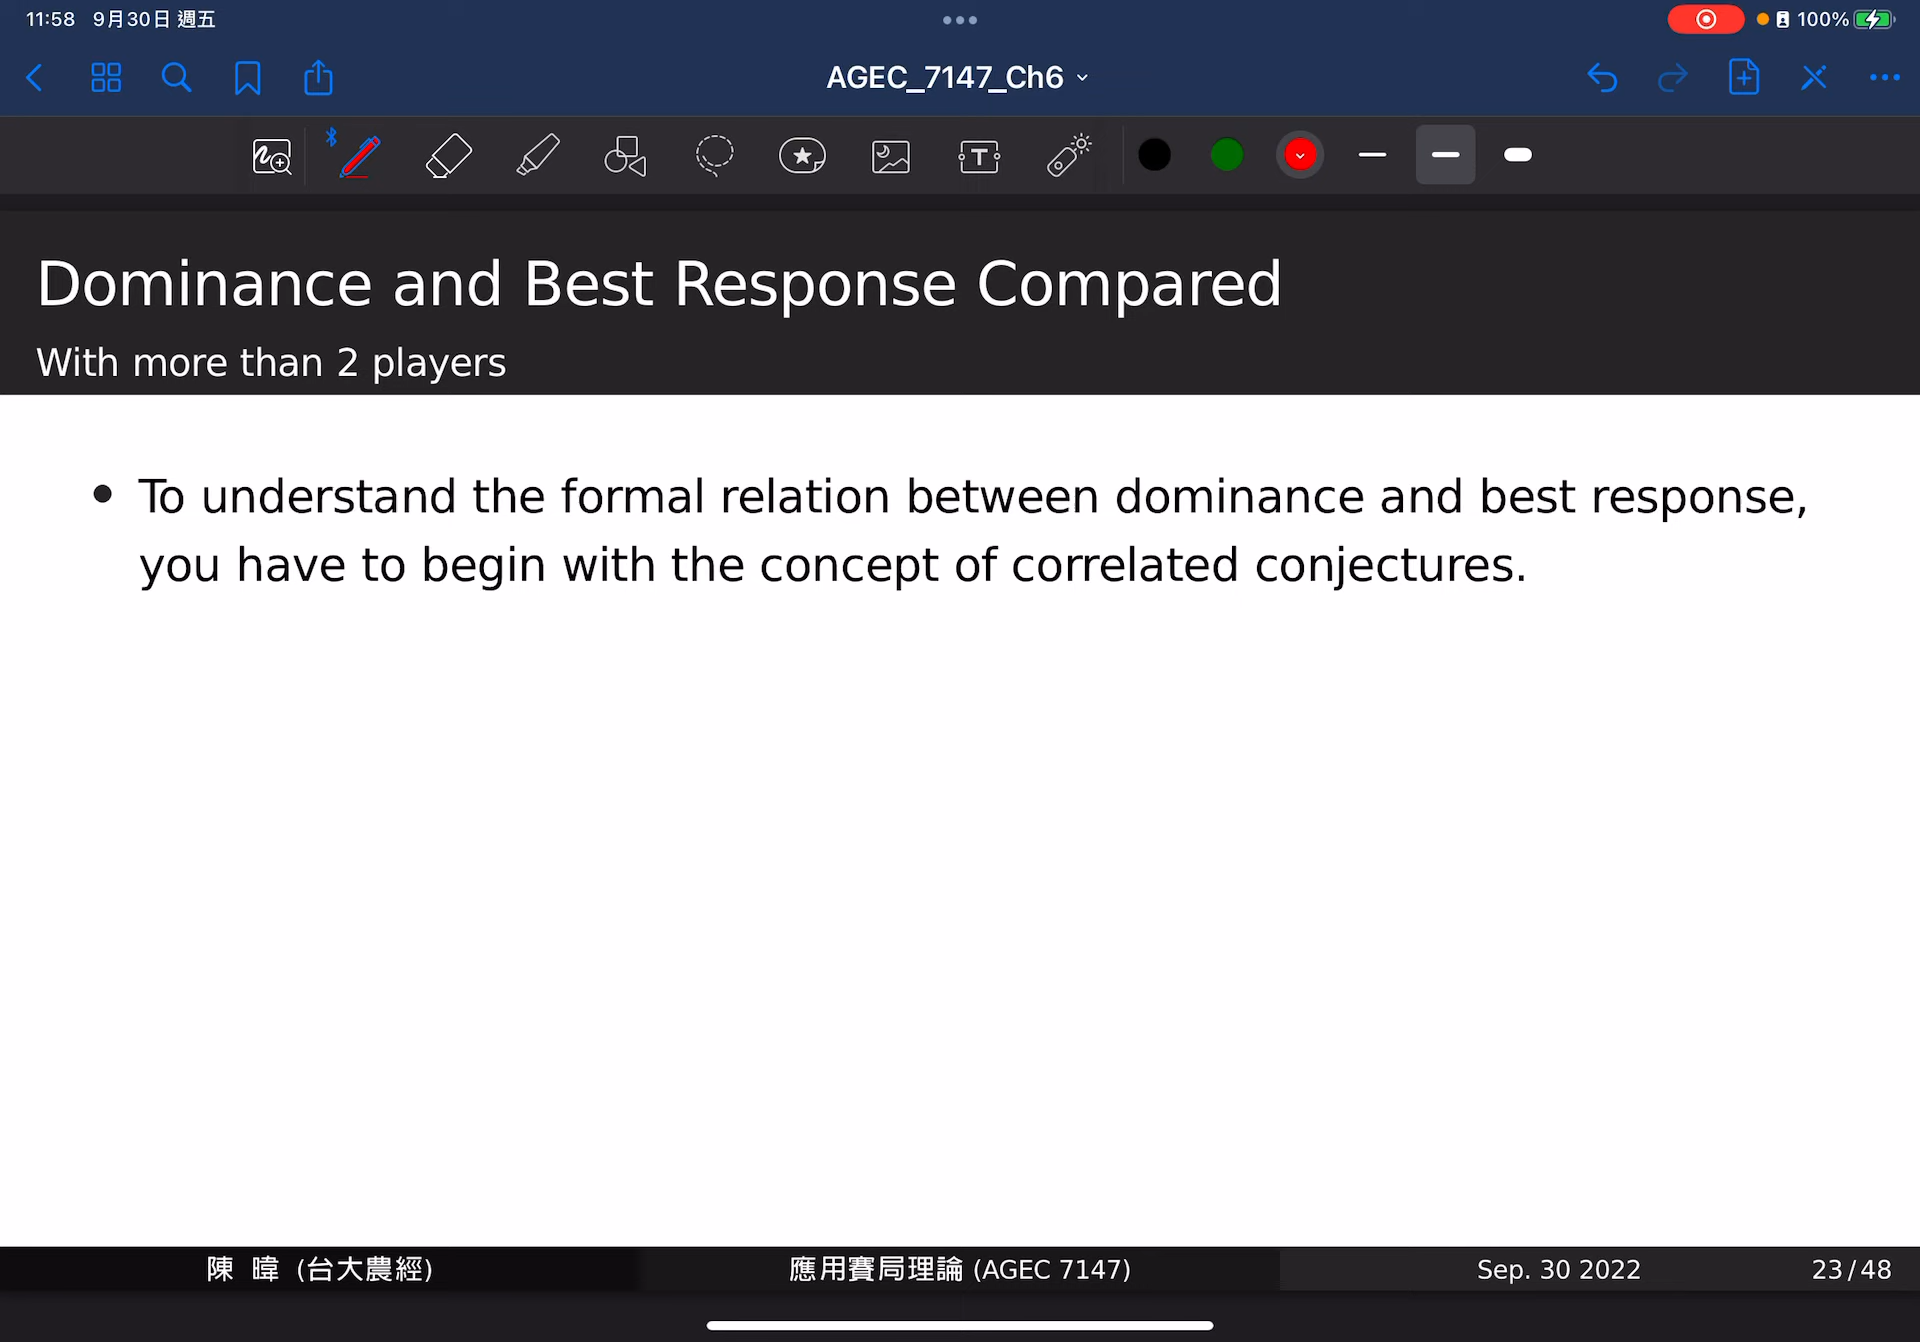 11:58 9月30日 週五
100%
AGEC_7147_Ch6
T
Dominance and Best Response Compared
With more than 2 players
• To understand the formal relation between dominance and best response,
you have to begin with the concept of correlated conjectures.
陳 暐 (台大農經)
應用賽局理論 (AGEC 7147)
Sep. 30 2022
23/48